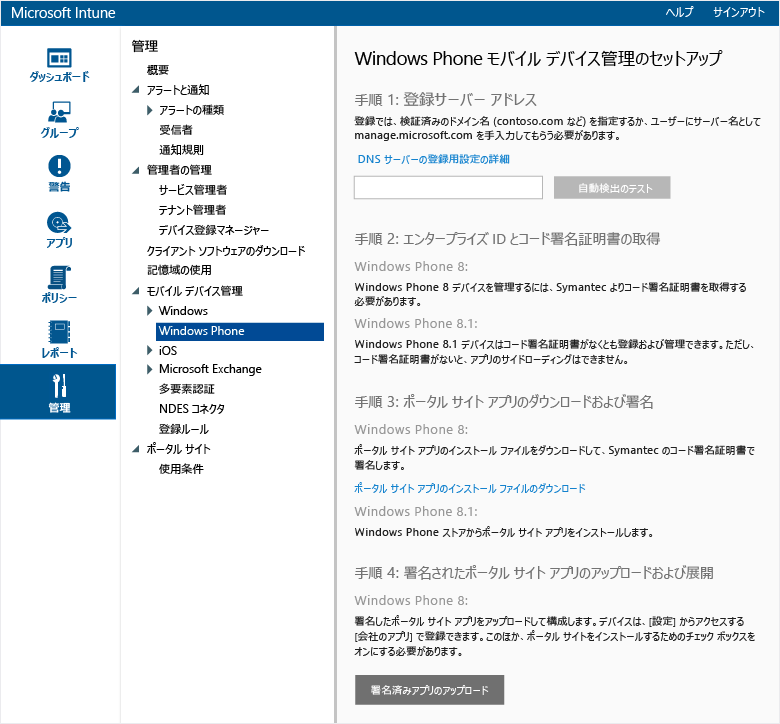 Microsoft Intune
ヘルプ サインアウト
ダッシュボード
グループ
警告
アプリ
ポリシー
レポート
管理
管理
概要
アラートと通知
アラートの種類
受信者
通知規則
管理者の管理
サービス管理者
テナント管理者
デバイス登録マネージャー
クライアント ソフトウェアのダウンロード
記憶域の使用
モバイル デバイス管理
Windows
Windows Phone
iOS
Microsoft Exchange
多要素認証
NDES コネクタ
登録ルール
ポータル サイト
使用条件
Windows Phone モバイル デバイス管理のセットアップ
手順 1: 登録サーバー アドレス
登録では、検証済みのドメイン名 (contoso.com など) を指定するか、ユーザーにサーバー名として
manage.microsoft.com を手入力してもらう必要があります。
DNS サーバーの登録用設定の詳細
自動検出のテスト
手順 2: エンタープライズ ID とコード署名証明書の取得
Windows Phone 8:
Windows Phone 8 デバイスを管理するには、Symantec よりコード署名証明書を取得する
必要があります。
Windows Phone 8.1:
Windows Phone 8.1 デバイスはコード署名証明書がなくとも登録および管理できます。ただし、
コード署名証明書がないと、アプリのサイドローディングはできません。
手順 3: ポータル サイト アプリのダウンロードおよび署名
Windows Phone 8:
ポータル サイト アプリのインストール ファイルをダウンロードして、Symantec のコード署名証明書で
署名します。
ポータル サイト アプリのインストール ファイルのダウンロード
Windows Phone 8.1:
Windows Phone ストアからポータル サイト アプリをインストールします。
手順 4: 署名されたポータル サイト アプリのアップロードおよび展開
Windows Phone 8:
署名したポータル サイト アプリをアップロードして構成します。デバイスは、[設定] からアクセスする
[会社のアプリ] で登録できます。このほか、ポータル サイトをインストールするためのチェック ボックスを
オンにする必要があります。
署名済みアプリのアップロード